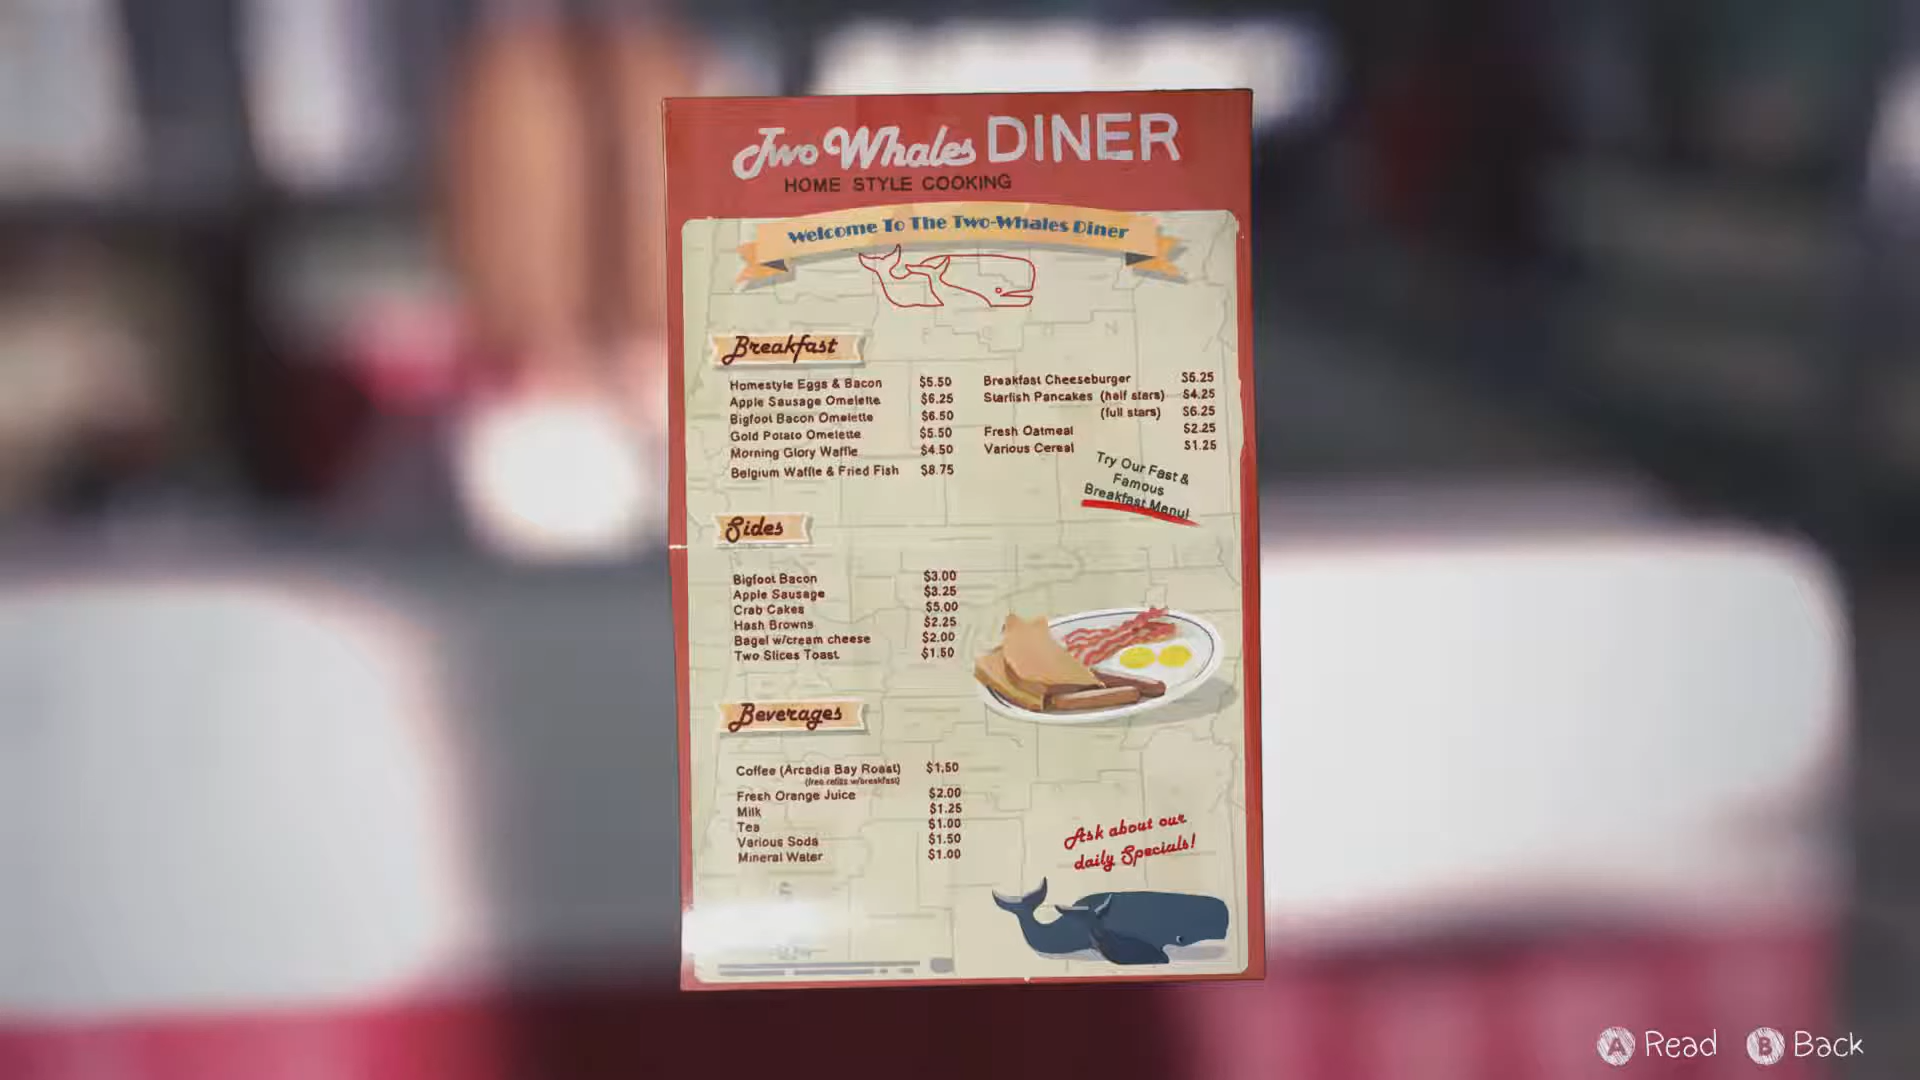 Two Whales DINER
HOME STYLE COOKING
Welcome To The Two-Whales Diner
Breakfast
Homestyle Eggs & Bacon $5.50
Apple Sausage Omelette $6.25
Bigfoot Bacon Omelette $6.50
Gold Potato Omelette $5.50
Morning Glory Waffle $4.50
Belgium Waffle & Fried Fish $8.75
Breakfast Cheeseburger
Starfish Pancakes (half stars) $4.25
(full stars) $6.25
Fresh Oatmeal $2.25
Various Cereal $1.25
Try Our Fast &
Famous
Breakfast Menu!
Sides
Bigfoot Bacon $3.00
Apple Sausage $3.25
Crab Cakes $5.00
Hash Browns $2.25
Bagel w/cream cheese $2.00
Two Slices Toast $1.50
Beverages
Coffee (Arcadia Bay Roast) $1.50
(free refills w/breakfast)
Fresh Orange Juice $2.00
Milk $1.25
Tea $1.00
Various Soda $1.50
Mineral Water $1.00
Ask about our
daily Specials!
A Read B Back